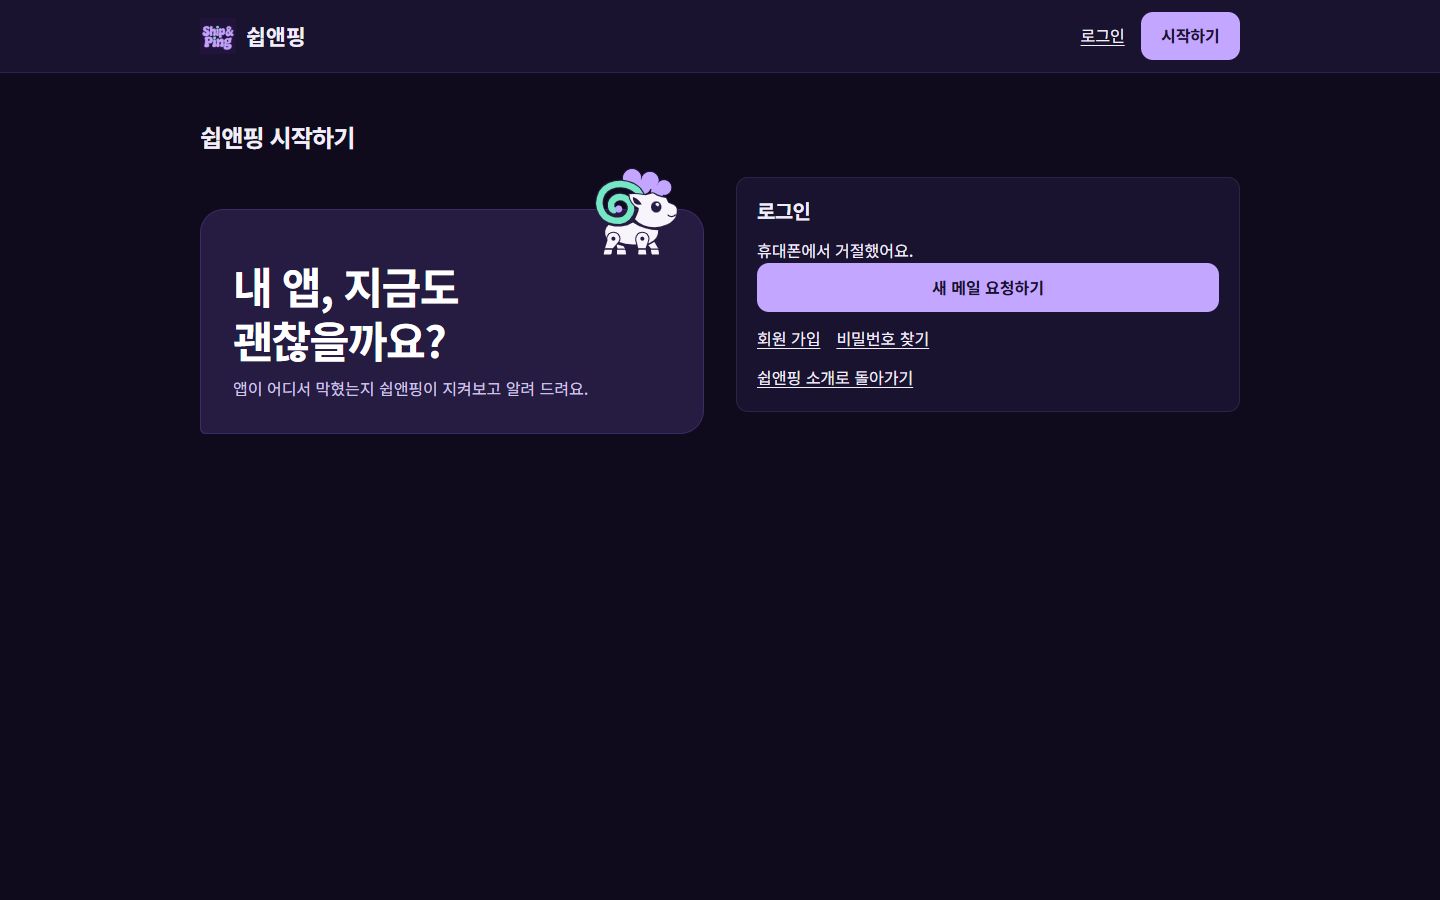 Ship&
Ping
쉽앤핑
로그인
시작하기
쉽앤핑 시작하기
내 앱, 지금도
괜찮을까요?
앱이 어디서 막혔는지 쉽앤핑이 지켜보고 알려 드려요.
로그인
휴대폰에서 거절했어요.
새 메일 요청하기
회원 가입 비밀번호 찾기
쉽앤핑 소개로 돌아가기